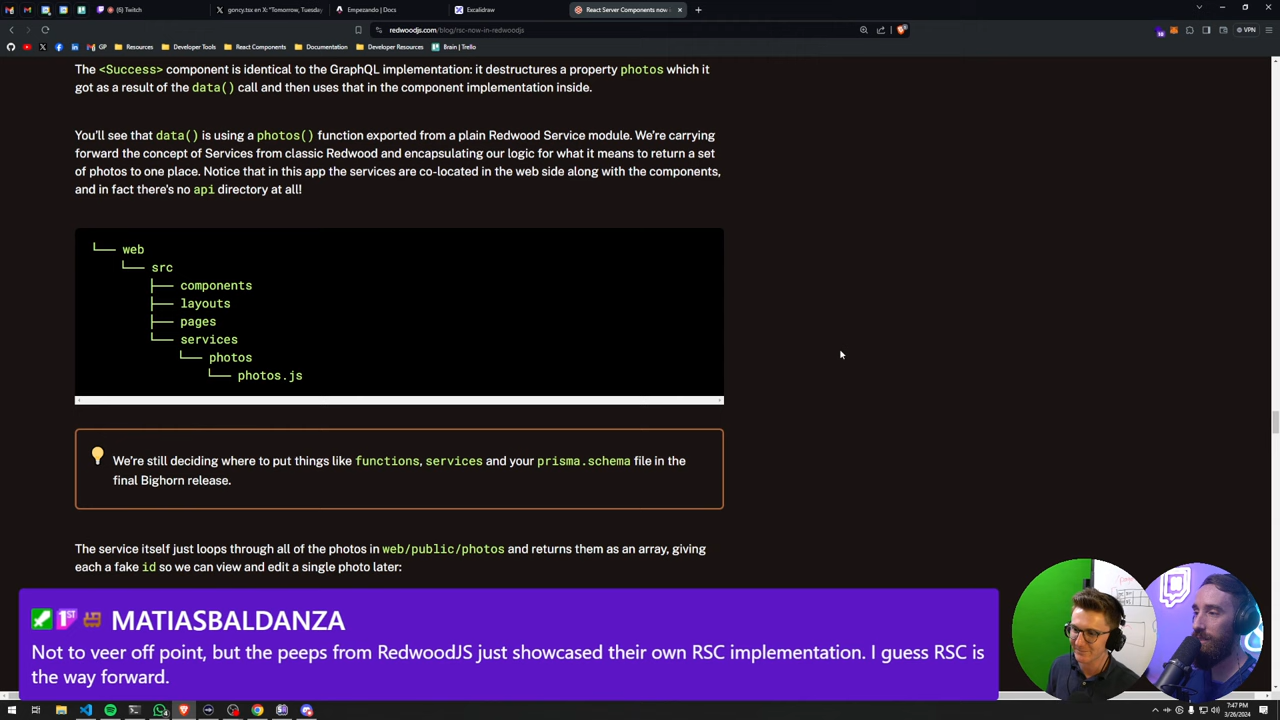 (6) Twitch
goncy.tsx en X: "Tomorrow, Tuesday
Empezando | Docs
Excalidraw
React Server Components now
redwoodjs.com/blog/rsc-now-in-redwoodjs
VPN
GP
Resources
Developer Tools
React Components
Documentation
Developer Resources
Brain | Trello
The <Success> component is identical to the GraphQL implementation: it destructures a property photos which it
got as a result of the data() call and then uses that in the component implementation inside.
You'll see that data() is using a photos() function exported from a plain Redwood Service module. We're carrying
forward the concept of Services from classic Redwood and encapsulating our logic for what it means to return a set
of photos to one place. Notice that in this app the services are co-located in the web side along with the components,
and in fact there's no api directory at all!
└── web
└── src
├── components
├── layouts
├── pages
└── services
└── photos
└── photos.js
We're still deciding where to put things like functions, services and your prisma.schema file in the
final Bighorn release.
The service itself just loops through all of the photos in web/public/photos and returns them as an array, giving
each a fake id so we can view and edit a single photo later:
1ST MATIASBALDANZA
Not to veer off point, but the peeps from RedwoodJS just showcased their own RSC implementation. I guess RSC is
the way forward.
7:47 PM
3/26/2024